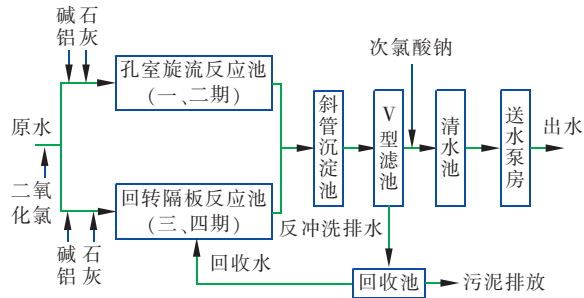 碱铝
石灰
孔室旋流反应池
(一、二期)
次氯酸钠
原水
斜管沉淀池
V型滤池
清水池
送水泵房
出水
二氧
化氯
回转隔板反应池
(三、四期)
反冲洗排水
碱铝
石灰
回收水
回收池
污泥排放